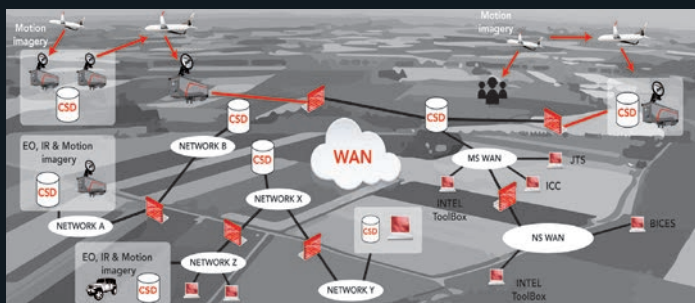 Motion
imagery
Motion
imagery
CSD
CSD
CSD
CSD
EO, IR & Motion
imagery
NETWORK B
CSD
WAN
MS WAN
JTS
CSD
ICC
NETWORK X
INTEL
ToolBox
NETWORK A
CSD
BICES
NS WAN
EO, IR & Motion
imagery
NETWORK Z
CSD
NETWORK Y
INTEL
ToolBox